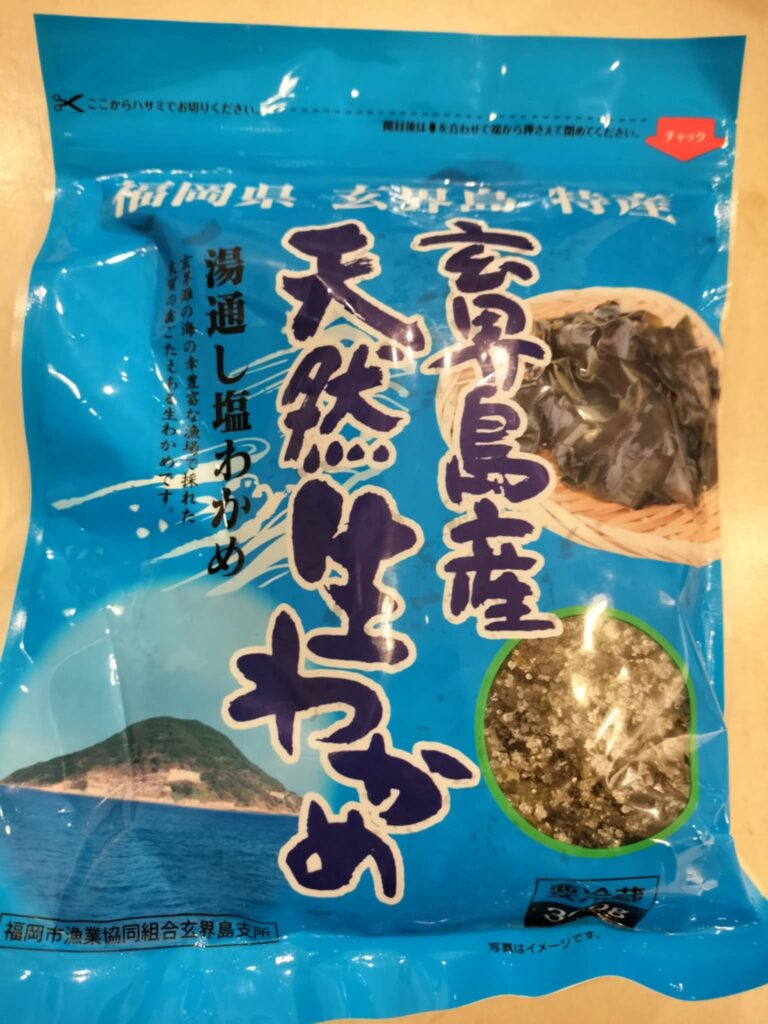 ここからハサミでお切りください。
開封後は⬮を合わせて端から押さえて閉めてください。
チャック
福岡県 玄界島 特産
玄界島産
天然生わかめ
湯通し塩わかめ
玄界灘の海の幸豊富な漁場で採れた
良質の歯ごたえある生わかめです。
要冷蔵
福岡市漁業協同組合玄界島支所
写真はイメージです。